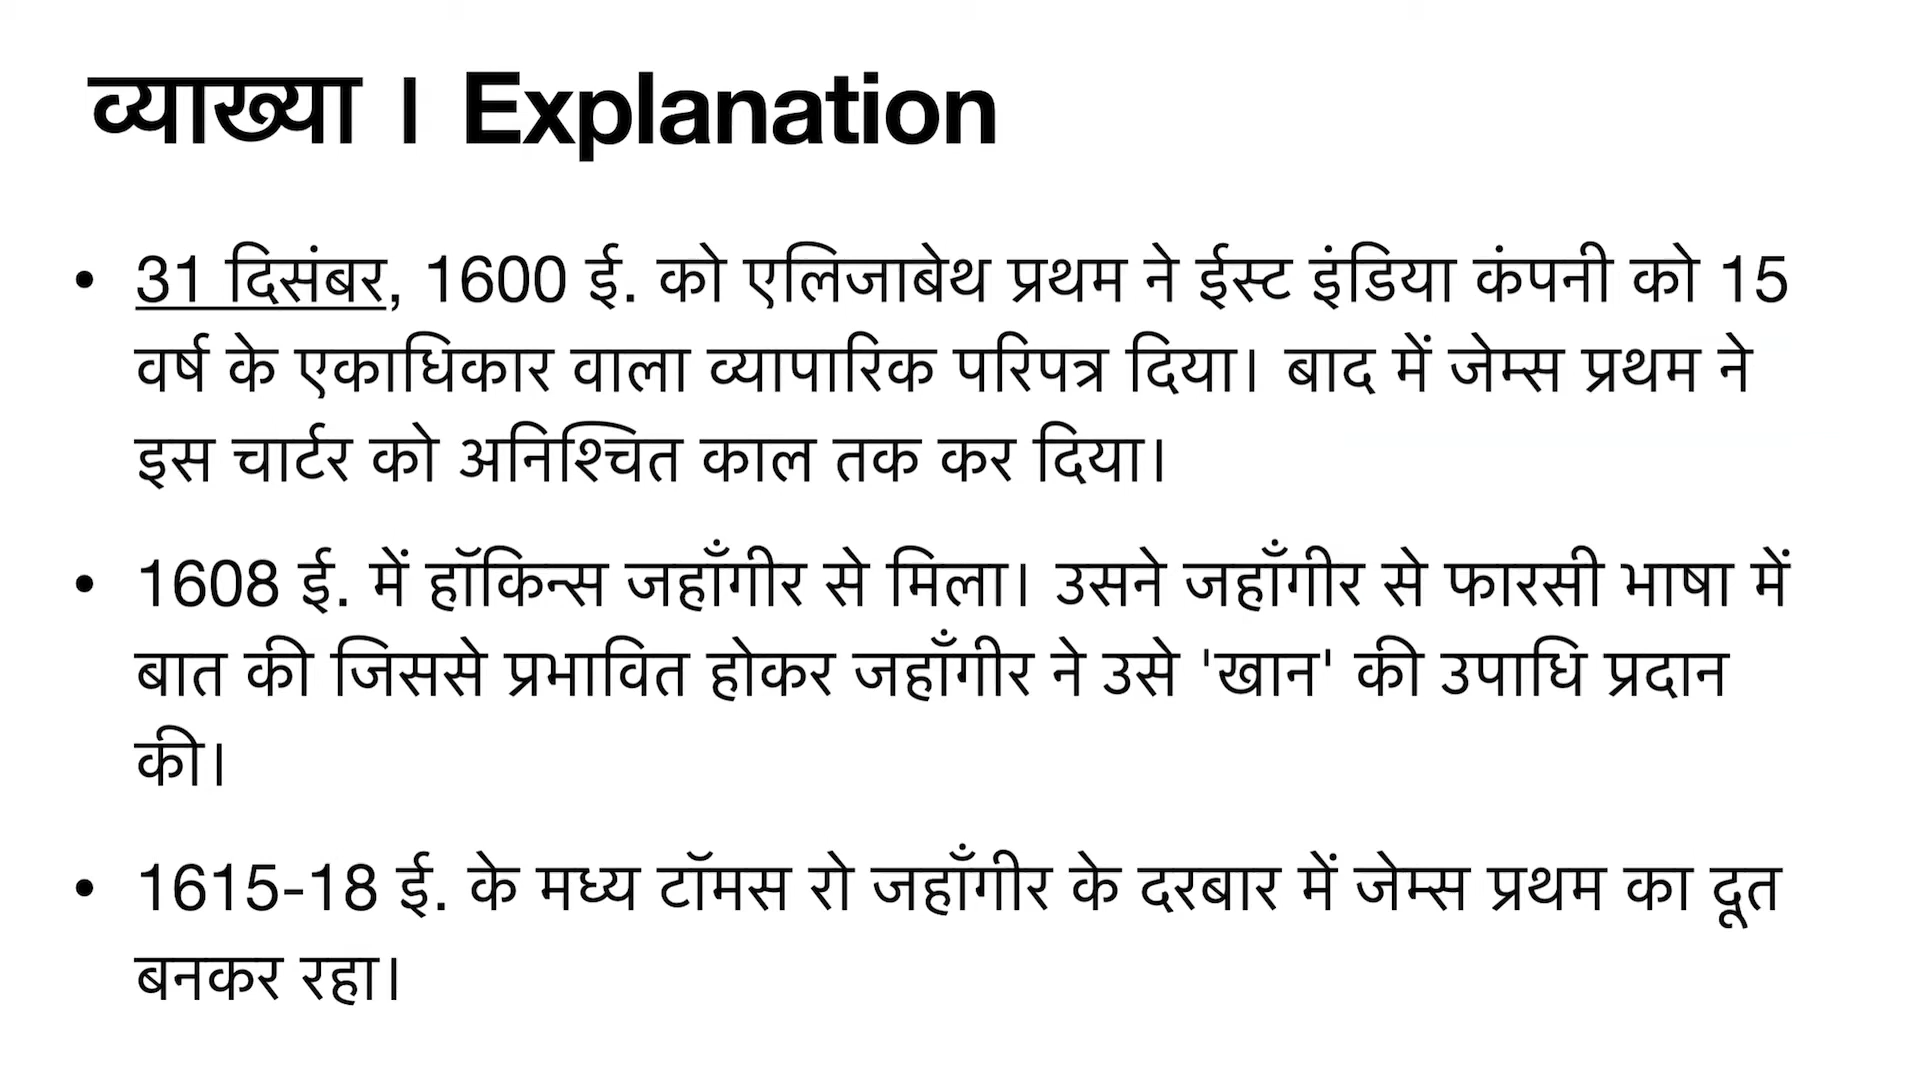 व्याख्या । Explanation
• 31 दिसंबर, 1600 ई. को एलिजाबेथ प्रथम ने ईस्ट इंडिया कंपनी को 15
वर्ष के एकाधिकार वाला व्यापारिक परिपत्र दिया। बाद में जेम्स प्रथम ने
इस चार्टर को अनिश्चित काल तक कर दिया।
• 1608 ई. में हॉकिन्स जहाँगीर से मिला। उसने जहाँगीर से फारसी भाषा में
बात की जिससे प्रभावित होकर जहाँगीर ने उसे 'खान' की उपाधि प्रदान
की।
• 1615-18 ई. के मध्य टॉमस रो जहाँगीर के दरबार में जेम्स प्रथम का दूत
बनकर रहा।